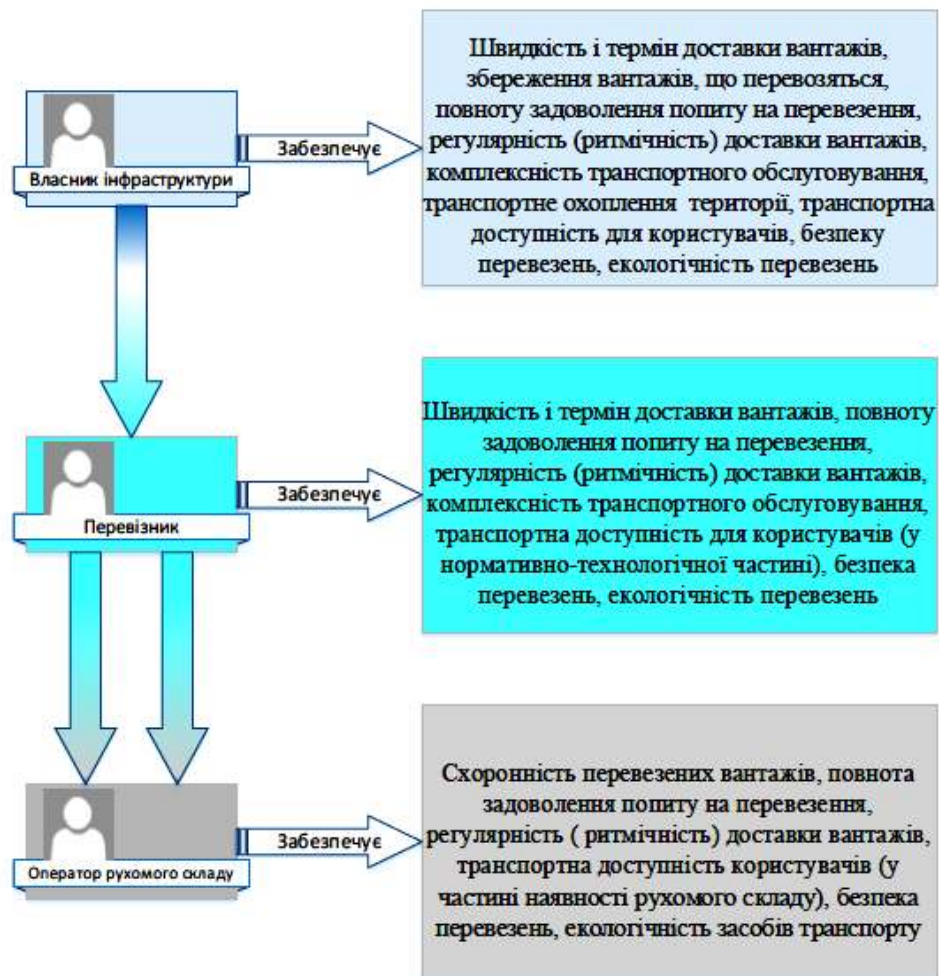 Власник інфраструктури
Забезпечує
Швидкість і термін доставки вантажів,
збереження вантажів, що перевозяться,
повноту задоволення попиту на перевезення,
регулярність (ритмічність) доставки вантажів,
комплексність транспортного обслуговування,
транспортне охоплення території, транспортна
доступність для користувачів, безпеку
перевезень, екологічність перевезень
Перевізник
Забезпечує
Швидкість і термін доставки вантажів, повноту
задоволення попиту на перевезення,
регулярність (ритмічність) доставки вантажів,
комплексність транспортного обслуговування,
транспортна доступність для користувачів (у
нормативно-технологічної частині), безпека
перевезень, екологічність перевезень
Оператор рухомого складу
Забезпечує
Схоронність перевезених вантажів, повнота
задоволення попиту на перевезення,
регулярність ( ритмічність) доставки вантажів,
транспортна доступність користувачів (у
частині наявності рухомого складу), безпека
перевезень, екологічність засобів транспорту